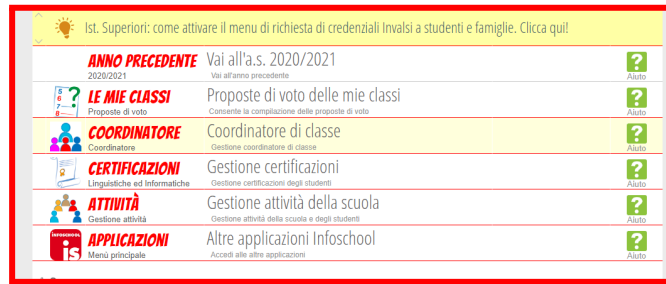 Ist. Superiori: come attivare il menu di richiesta di credenziali Invalsi a studenti e famiglie. Clicca qui!
ANNO PRECEDENTE Vai all'a.s. 2020/2021
2020/2021 Vai all'anno precedente Aiuto
LE MIE CLASSI Proposte di voto delle mie classi
Proposte di voto Consente la compilazione delle proposte di voto Aiuto
COORDINATORE Coordinatore di classe
Coordinatore Gestione coordinatore di classe Aiuto
CERTIFICAZIONI Gestione certificazioni
Linguistiche ed Informatiche Gestione certificazioni degli studenti Aiuto
ATTIVITÀ Gestione attività della scuola
Gestione attività Gestione attività della scuola e degli studenti Aiuto
INFOSCHOOL
is
APPLICAZIONI Altre applicazioni Infoschool
Menù principale Accedi alle altre applicazioni Aiuto